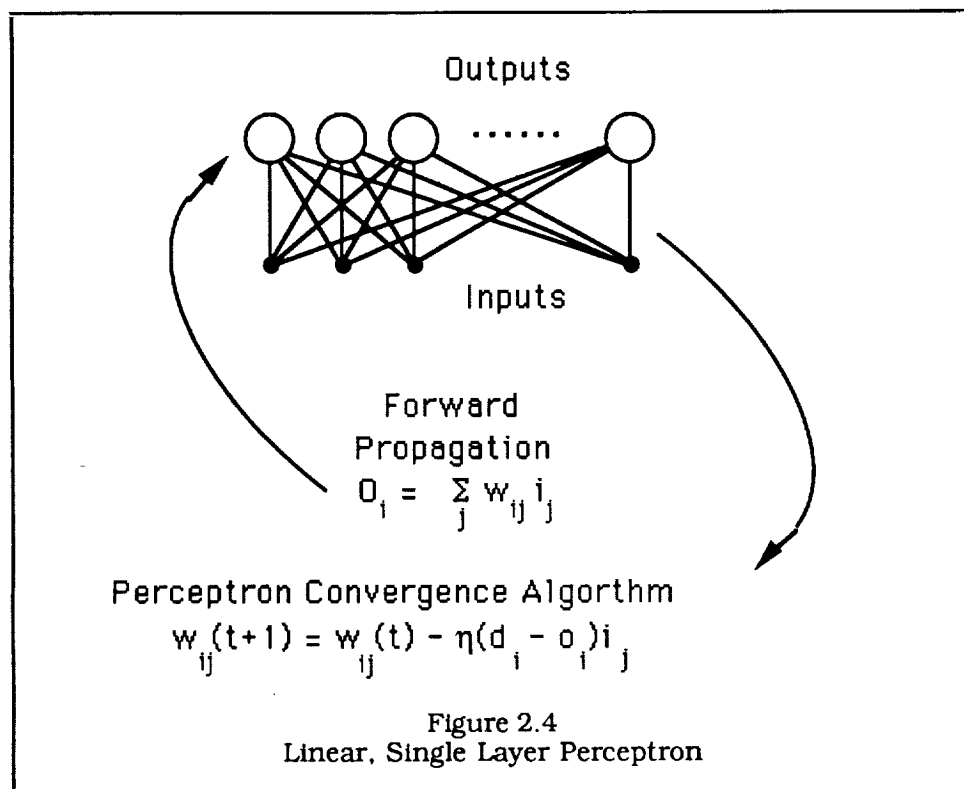 Outputs
......
Inputs
Forward
Propagation
O_i = Σ_j w_ij i_j
Perceptron Convergence Algorthm
w_ij(t+1) = w_ij(t) - η(d_i - o_i)i_j
Figure 2.4
Linear, Single Layer Perceptron